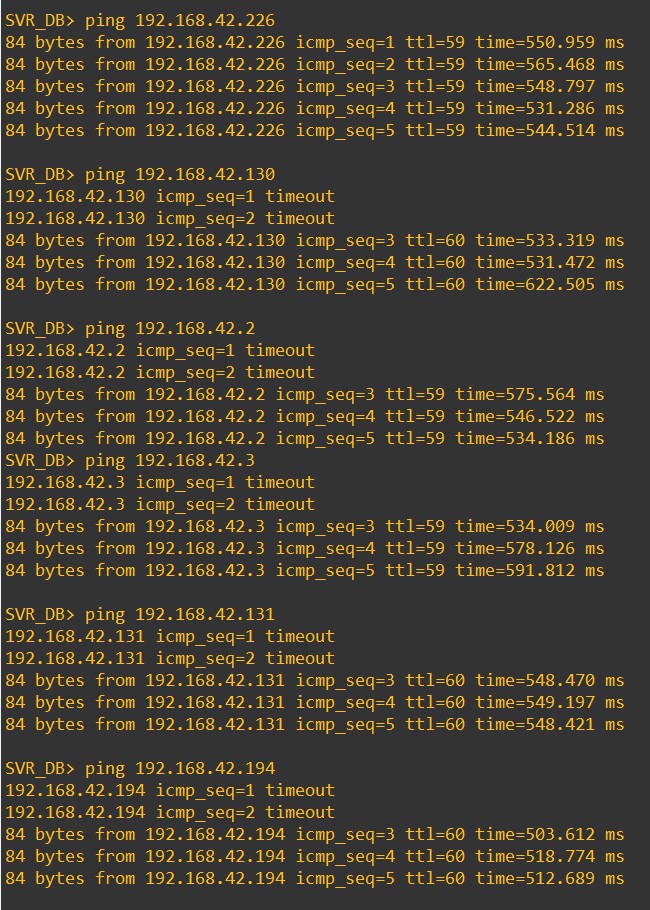 SVR_DB> ping 192.168.42.226
84 bytes from 192.168.42.226 icmp_seq=1 ttl=59 time=550.959 ms
84 bytes from 192.168.42.226 icmp_seq=2 ttl=59 time=565.468 ms
84 bytes from 192.168.42.226 icmp_seq=3 ttl=59 time=548.797 ms
84 bytes from 192.168.42.226 icmp_seq=4 ttl=59 time=531.286 ms
84 bytes from 192.168.42.226 icmp_seq=5 ttl=59 time=544.514 ms
SVR_DB> ping 192.168.42.130
192.168.42.130 icmp_seq=1 timeout
192.168.42.130 icmp_seq=2 timeout
84 bytes from 192.168.42.130 icmp_seq=3 ttl=60 time=533.319 ms
84 bytes from 192.168.42.130 icmp_seq=4 ttl=60 time=531.472 ms
84 bytes from 192.168.42.130 icmp_seq=5 ttl=60 time=622.505 ms
SVR_DB> ping 192.168.42.2
192.168.42.2 icmp_seq=1 timeout
192.168.42.2 icmp_seq=2 timeout
84 bytes from 192.168.42.2 icmp_seq=3 ttl=59 time=575.564 ms
84 bytes from 192.168.42.2 icmp_seq=4 ttl=59 time=546.522 ms
84 bytes from 192.168.42.2 icmp_seq=5 ttl=59 time=534.186 ms
SVR_DB> ping 192.168.42.3
192.168.42.3 icmp_seq=1 timeout
192.168.42.3 icmp_seq=2 timeout
84 bytes from 192.168.42.3 icmp_seq=3 ttl=59 time=534.009 ms
84 bytes from 192.168.42.3 icmp_seq=4 ttl=59 time=578.126 ms
84 bytes from 192.168.42.3 icmp_seq=5 ttl=59 time=591.812 ms
SVR_DB> ping 192.168.42.131
192.168.42.131 icmp_seq=1 timeout
192.168.42.131 icmp_seq=2 timeout
84 bytes from 192.168.42.131 icmp_seq=3 ttl=60 time=548.470 ms
84 bytes from 192.168.42.131 icmp_seq=4 ttl=60 time=549.197 ms
84 bytes from 192.168.42.131 icmp_seq=5 ttl=60 time=548.421 ms
SVR_DB> ping 192.168.42.194
192.168.42.194 icmp_seq=1 timeout
192.168.42.194 icmp_seq=2 timeout
84 bytes from 192.168.42.194 icmp_seq=3 ttl=60 time=503.612 ms
84 bytes from 192.168.42.194 icmp_seq=4 ttl=60 time=518.774 ms
84 bytes from 192.168.42.194 icmp_seq=5 ttl=60 time=512.689 ms